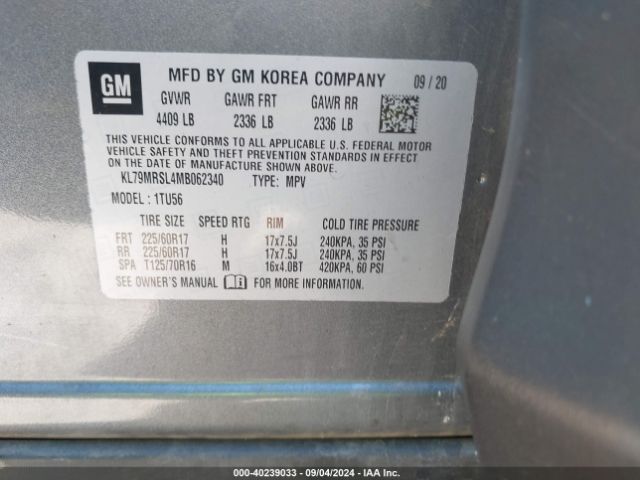 GM MFD BY GM KOREA COMPANY 09/20
GVWR GAWR FRT GAWR RR
4409 LB 2336 LB 2336 LB
THIS VEHICLE CONFORMS TO ALL APPLICABLE U.S. FEDERAL MOTOR
VEHICLE SAFETY AND THEFT PREVENTION STANDARDS IN EFFECT
ON THE DATE OF MANUFACTURE SHOWN ABOVE.
KL79MRSL4MB062340 TYPE: MPV
MODEL : 1TU56
TIRE SIZE SPEED RTG RIM COLD TIRE PRESSURE
FRT 225/60R17 H 17x7.5J 240KPA, 35 PSI
RR 225/60R17 H 17x7.5J 240KPA, 35 PSI
SPA T125/70R16 M 16x4.0BT 420KPA, 60 PSI
SEE OWNER'S MANUAL FOR MORE INFORMATION
000-40239033 - 09/04/2024 - IAA Inc.